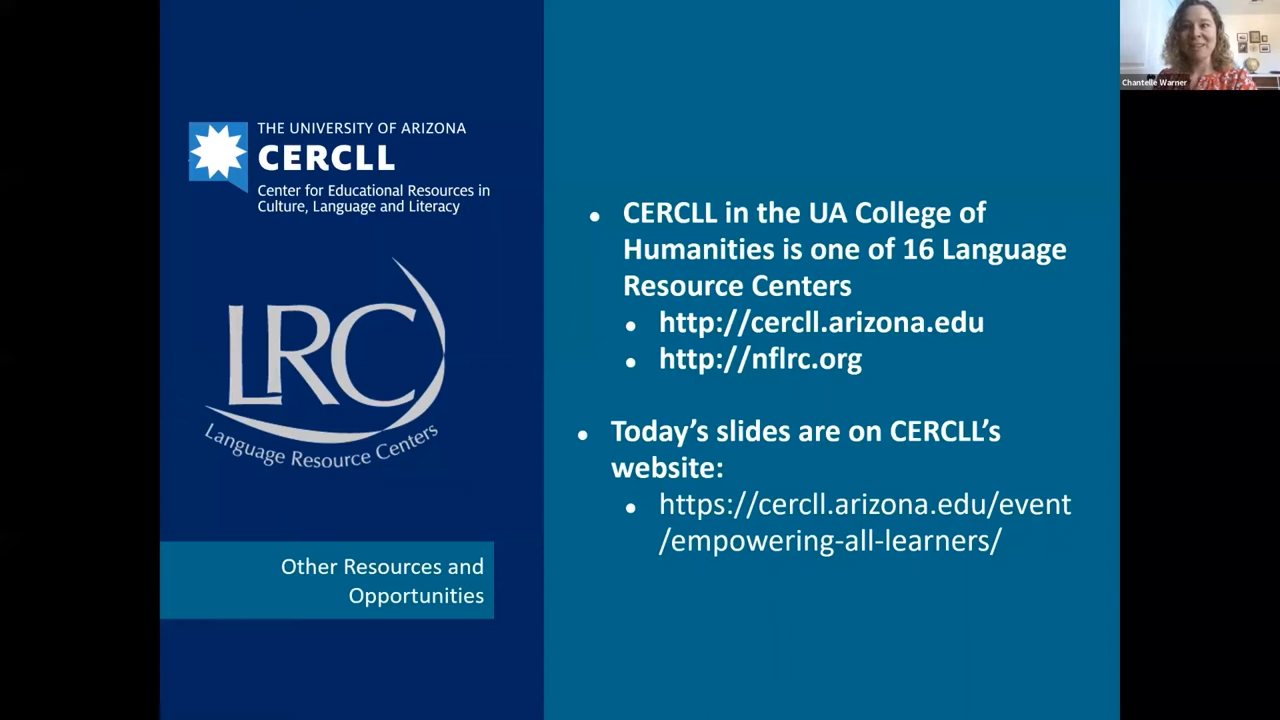 THE UNIVERSITY OF ARIZONA
CERCLL
Center for Educational Resources in
Culture, Language and Literacy
LRC
Language Resource Centers
Other Resources and
Opportunities
CERCLL in the UA College of
Humanities is one of 16 Language
Resource Centers
http://cercll.arizona.edu
http://nflrc.org
Today’s slides are on CERCLL’s
website:
https://cercll.arizona.edu/event
/empowering-all-learners/
Chantelle Warner